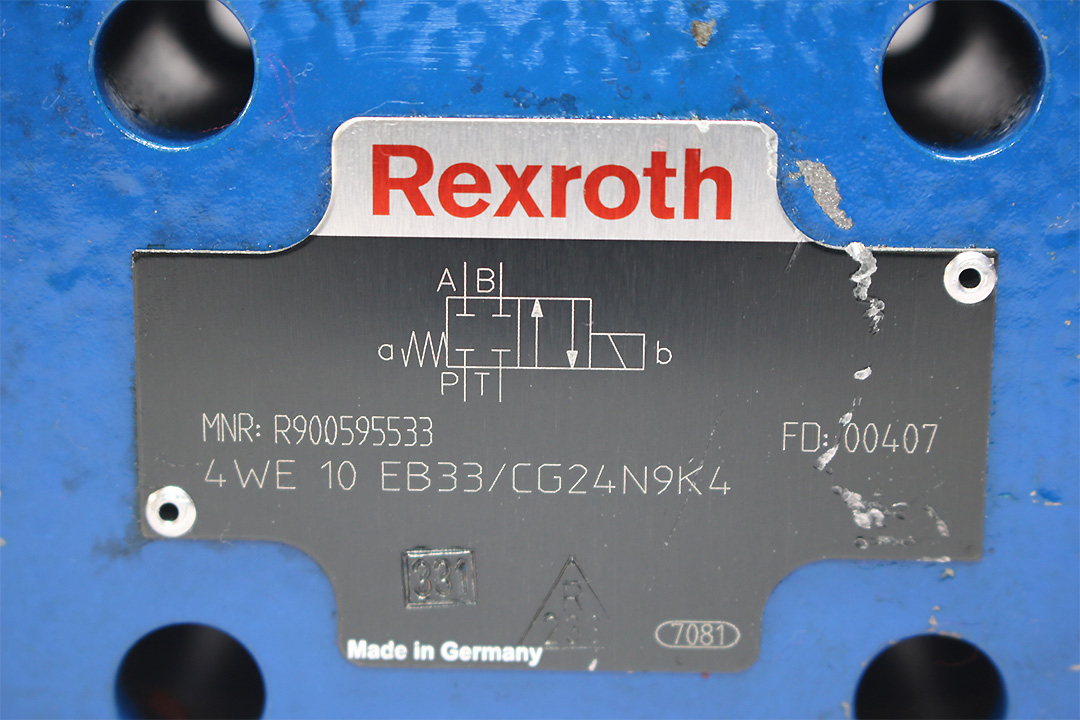 Rexroth
A B
a b
P T
MNR: R900595533 FD: 00407
4WE 10 EB33/CG24N9K4
331
R
7081
Made in Germany